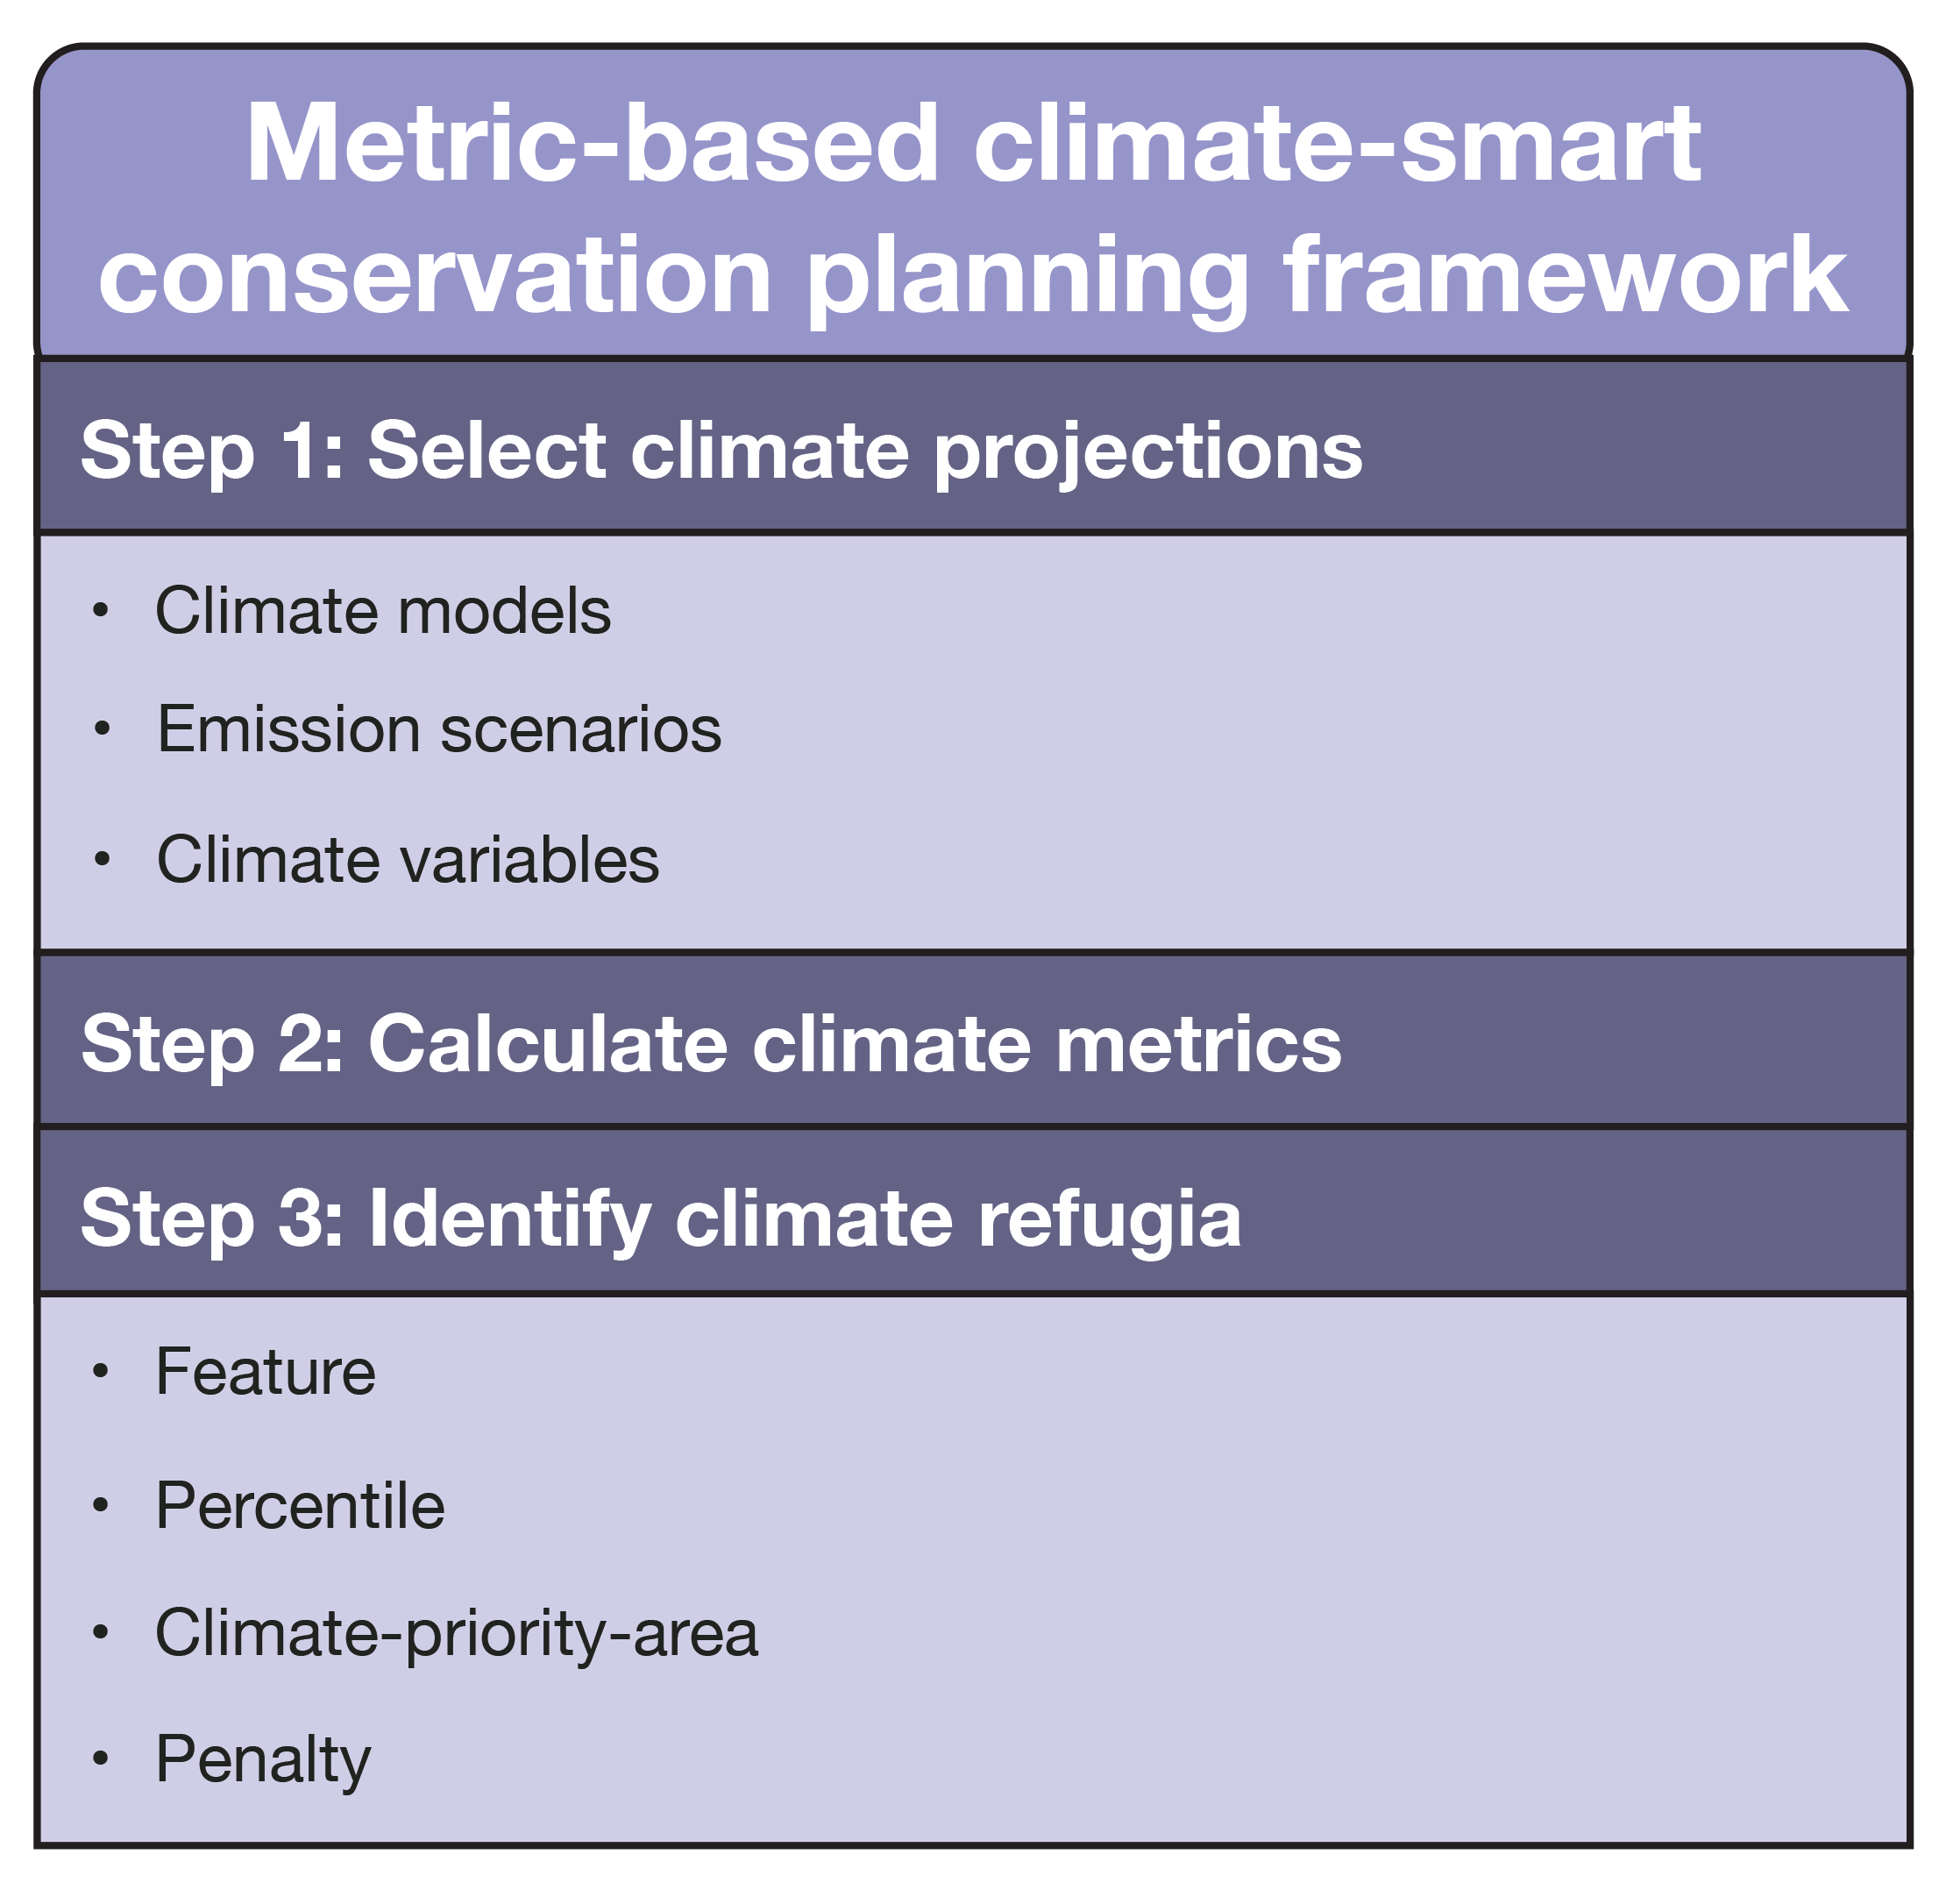 Metric-based climate-smart
conservation planning framework
Step 1: Select climate projections
• Climate models
• Emission scenarios
• Climate variables
Step 2: Calculate climate metrics
Step 3: Identify climate refugia
• Feature
• Percentile
• Climate-priority-area
• Penalty